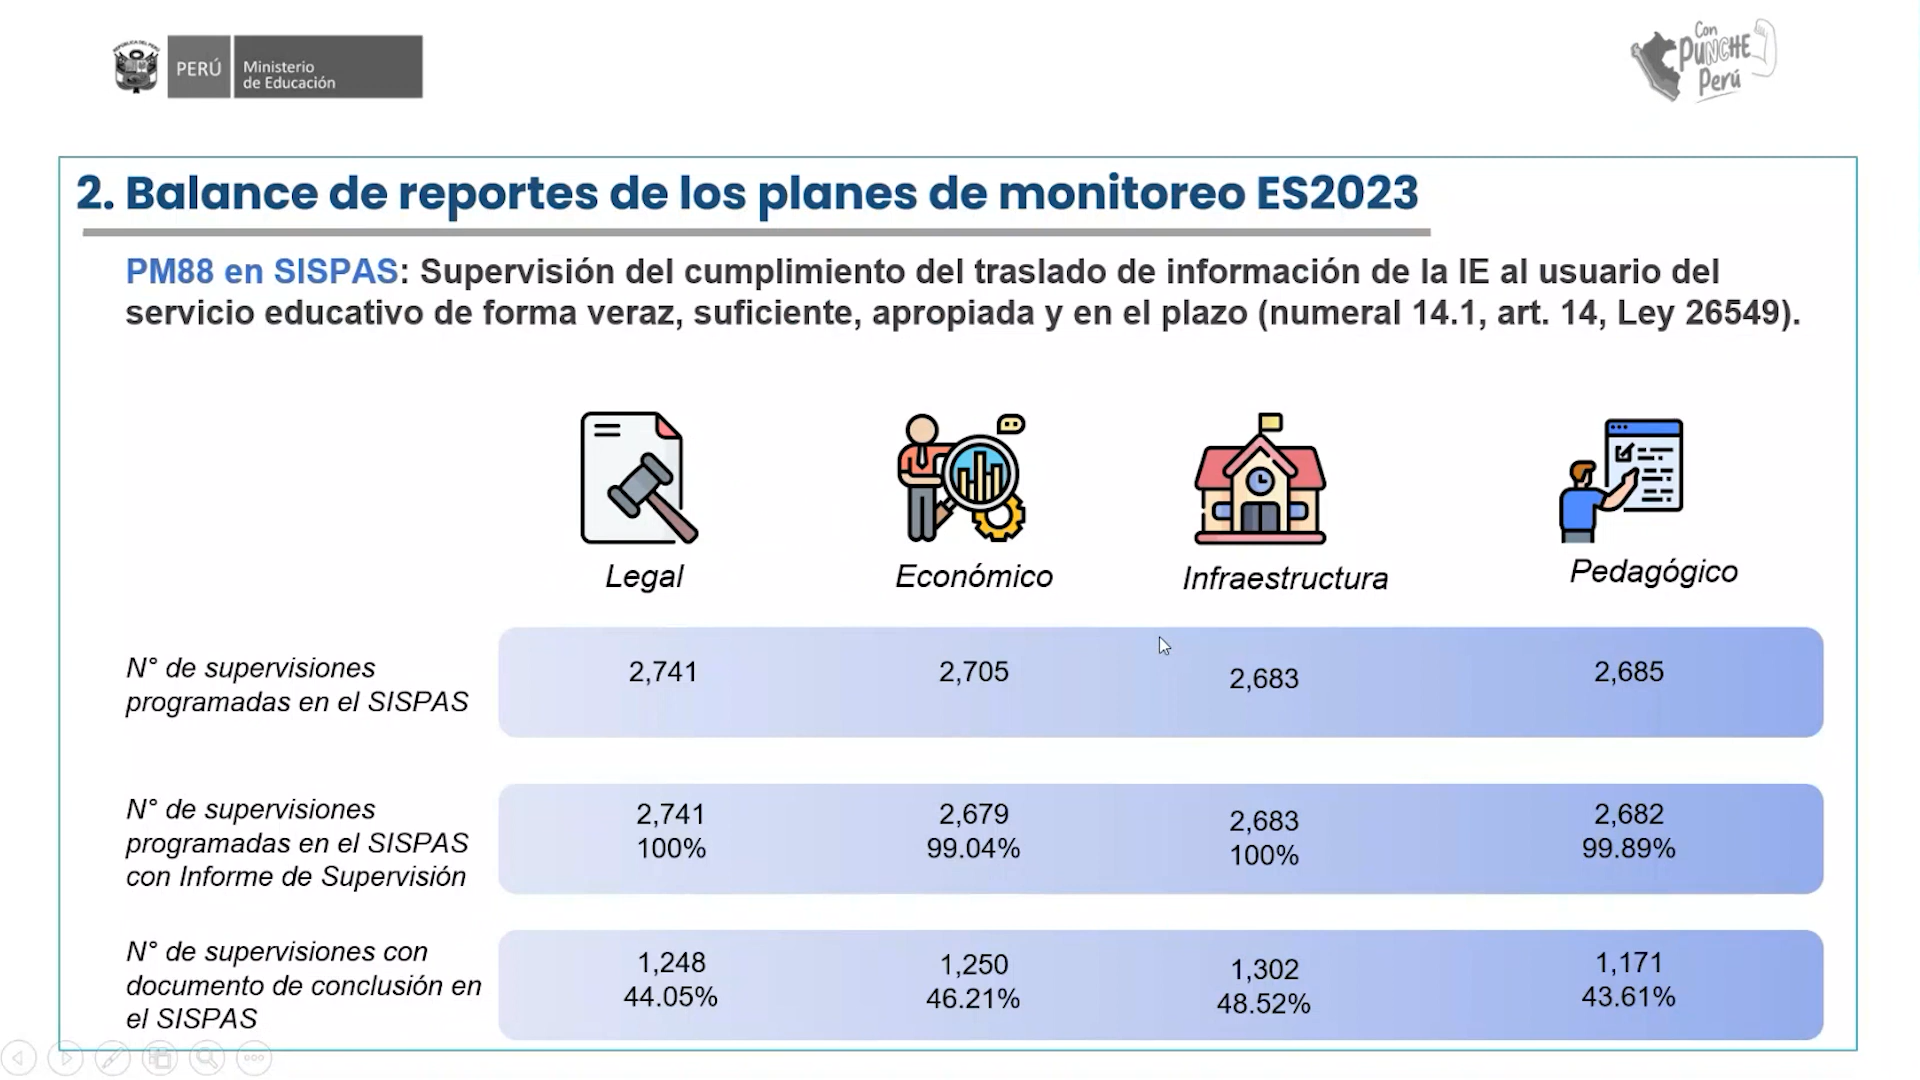 REPÚBLICA DEL PERÚ
PERÚ
Ministerio
de Educación
Con
PUNCHE
Perú
2. Balance de reportes de los planes de monitoreo ES2023
PM88 en SISPAS: Supervisión del cumplimiento del traslado de información de la IE al usuario del
servicio educativo de forma veraz, suficiente, apropiada y en el plazo (numeral 14.1, art. 14, Ley 26549).
Legal
Económico
Infraestructura
Pedagógico
N° de supervisiones
programadas en el SISPAS
2,741
2,705
2,683
2,685
N° de supervisiones
programadas en el SISPAS
con Informe de Supervisión
2,741
100%
2,679
99.04%
2,683
100%
2,682
99.89%
N° de supervisiones con
documento de conclusión en
el SISPAS
1,248
44.05%
1,250
46.21%
1,302
48.52%
1,171
43.61%